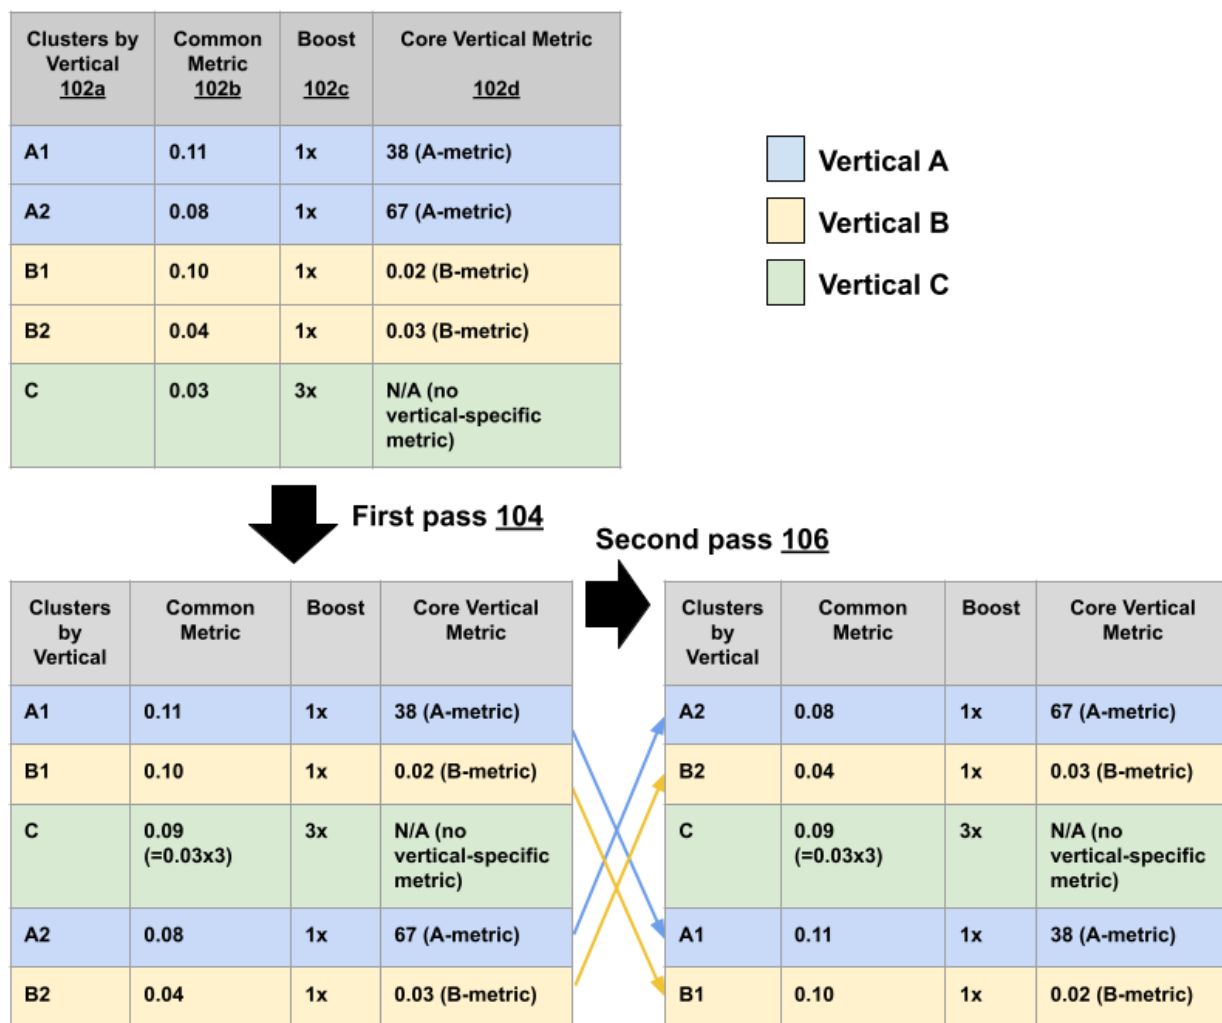 Clusters by Vertical 102a Common Metric 102b Boost 102c Core Vertical Metric 102d
A1 0.11 1x 38 (A-metric)
A2 0.08 1x 67 (A-metric)
B1 0.10 1x 0.02 (B-metric)
B2 0.04 1x 0.03 (B-metric)
C 0.03 3x N/A (no vertical-specific metric)
Vertical A
Vertical B
Vertical C
First pass 104
Second pass 106
Clusters by Vertical Common Metric Boost Core Vertical Metric
A1 0.11 1x 38 (A-metric)
B1 0.10 1x 0.02 (B-metric)
C 0.09 (=0.03x3) 3x N/A (no vertical-specific metric)
A2 0.08 1x 67 (A-metric)
B2 0.04 1x 0.03 (B-metric)
Clusters by Vertical Common Metric Boost Core Vertical Metric
A2 0.08 1x 67 (A-metric)
B2 0.04 1x 0.03 (B-metric)
C 0.09 (=0.03x3) 3x N/A (no vertical-specific metric)
A1 0.11 1x 38 (A-metric)
B1 0.10 1x 0.02 (B-metric)